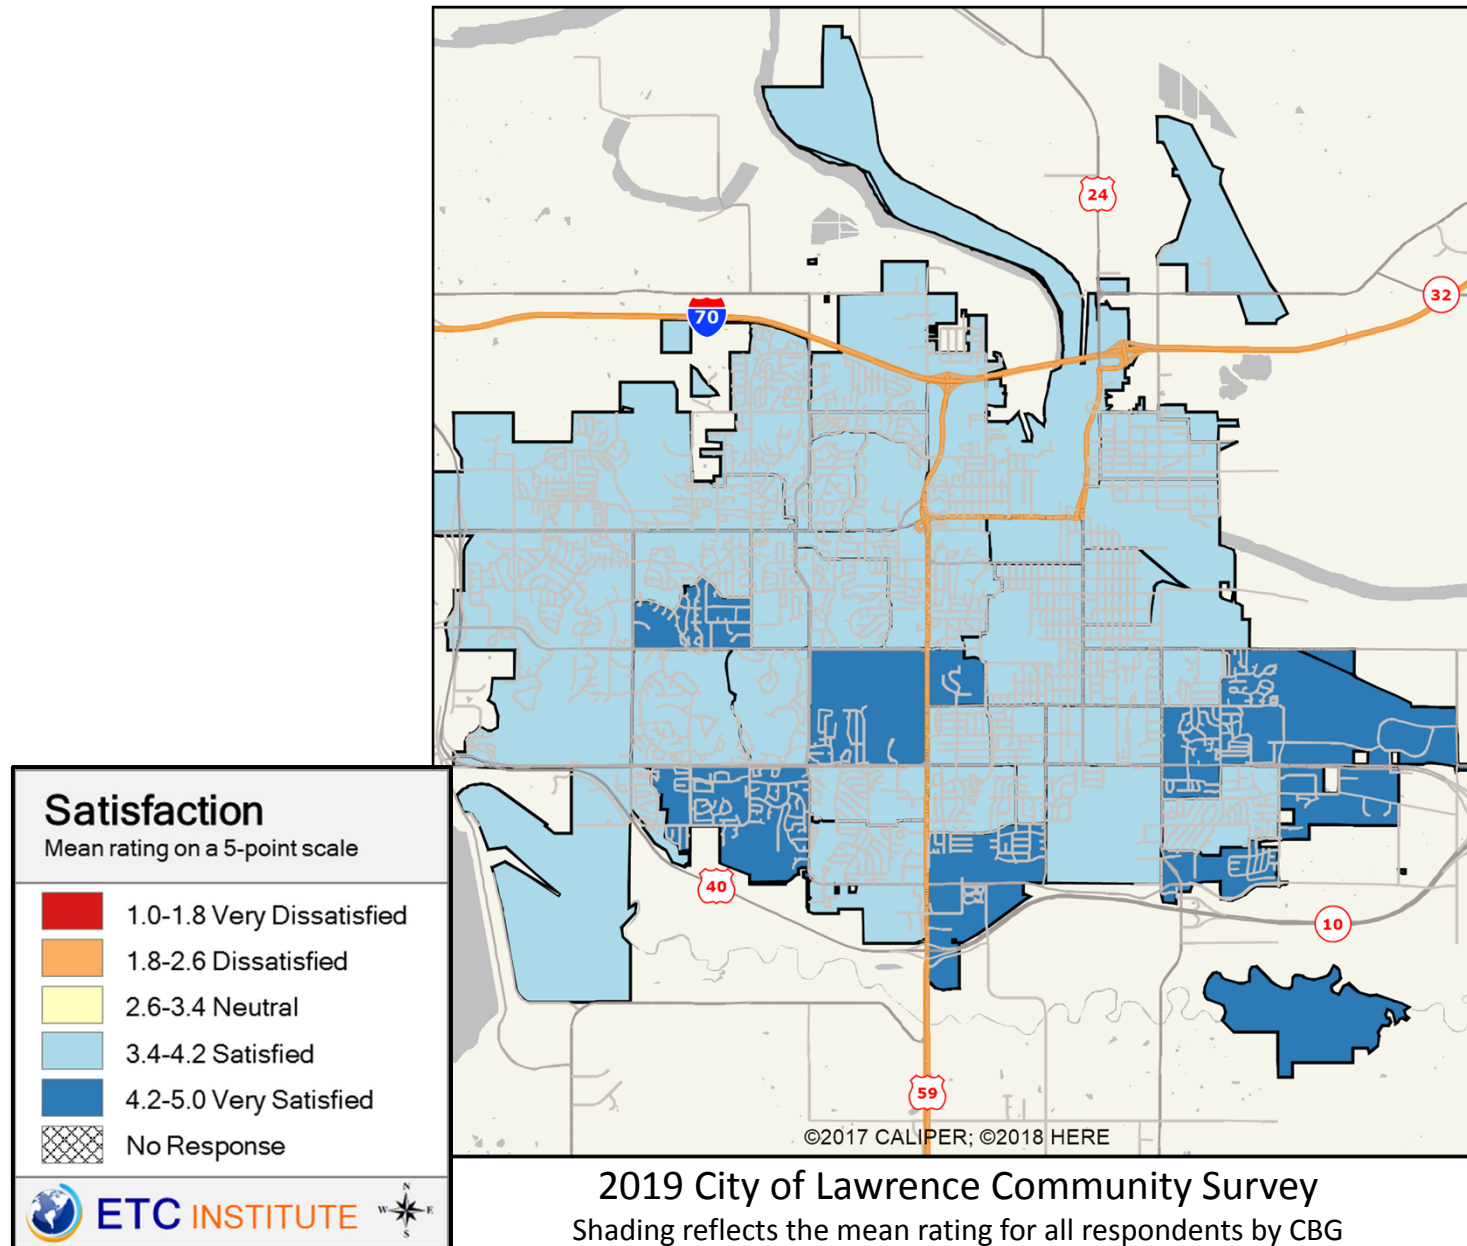 24
32
70
40
10
59
©2017 CALIPER; ©2018 HERE
Satisfaction
Mean rating on a 5-point scale
1.0-1.8 Very Dissatisfied
1.8-2.6 Dissatisfied
2.6-3.4 Neutral
3.4-4.2 Satisfied
4.2-5.0 Very Satisfied
No Response
ETC INSTITUTE
N
W E
S
2019 City of Lawrence Community Survey
Shading reflects the mean rating for all respondents by CBG